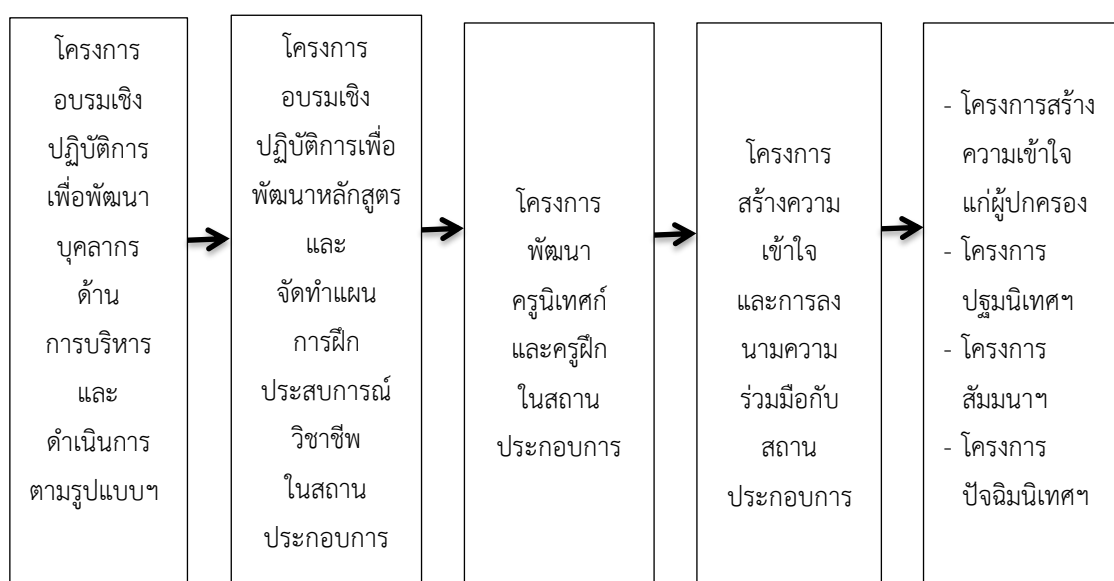 โครงการ
อบรมเชิง
ปฏิบัติการ
เพื่อพัฒนา
บุคลากร
ด้าน
การบริหาร
และ
ดำเนินการ
ตามรูปแบบฯ
โครงการ
อบรมเชิง
ปฏิบัติการเพื่อ
พัฒนาหลักสูตร
และ
จัดทำแผน
การฝึก
ประสบการณ์
วิชาชีพ
ในสถาน
ประกอบการ
โครงการ
พัฒนา
ครูนิเทศก์
และครูฝึก
ในสถาน
ประกอบการ
โครงการ
สร้างความ
เข้าใจ
และการลง
นามความ
ร่วมมือกับ
สถาน
ประกอบการ
- โครงการสร้าง
ความเข้าใจ
แก่ผู้ปกครอง
- โครงการ
ปฐมนิเทศฯ
- โครงการ
สัมมนาฯ
- โครงการ
ปัจฉิมนิเทศฯ